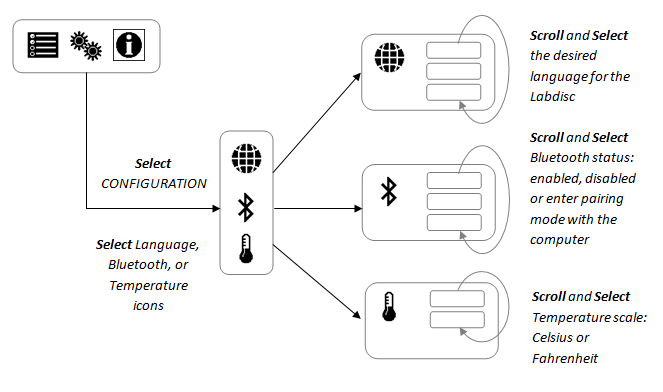 Scroll and Select
the desired
language for the
Labdisc
Select
CONFIGURATION
Scroll and Select
Bluetooth status:
enabled, disabled
or enter pairing
mode with the
computer
Select Language,
Bluetooth, or
Temperature
icons
Scroll and Select
Temperature scale:
Celsius or
Fahrenheit